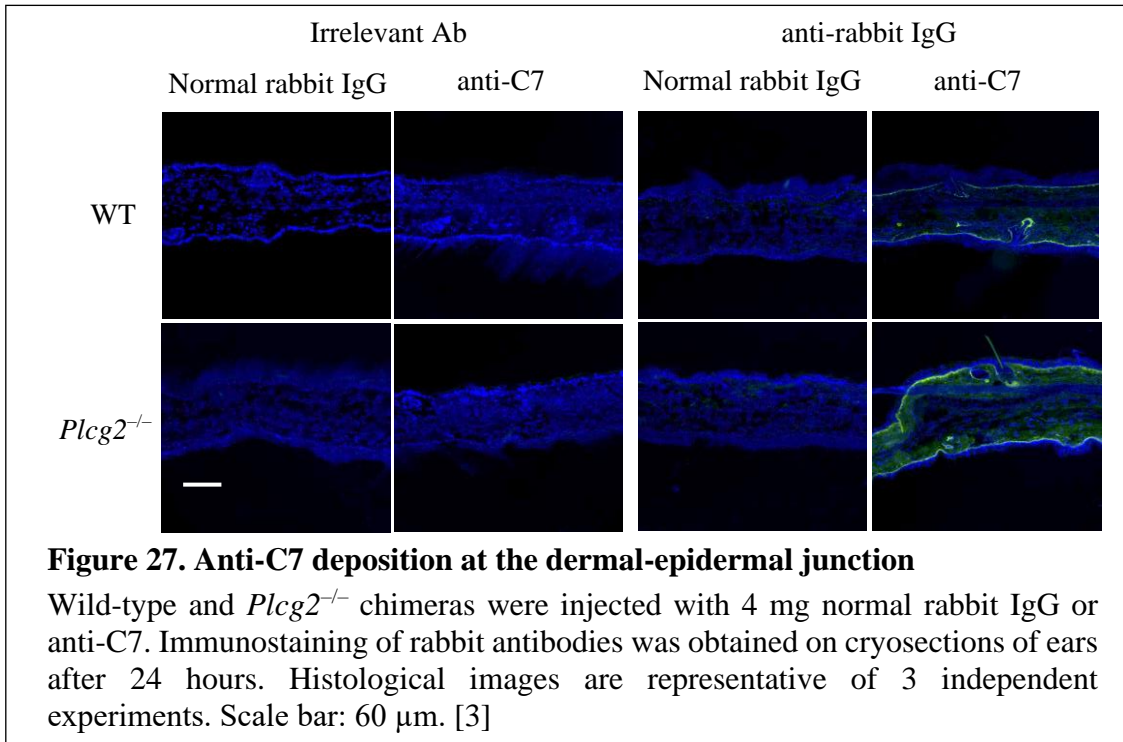 Irrelevant Ab anti-rabbit IgG
Normal rabbit IgG anti-C7 Normal rabbit IgG anti-C7
WT
Plcg2–/–
Figure 27. Anti-C7 deposition at the dermal-epidermal junction
Wild-type and Plcg2–/– chimeras were injected with 4 mg normal rabbit IgG or
anti-C7. Immunostaining of rabbit antibodies was obtained on cryosections of ears
after 24 hours. Histological images are representative of 3 independent
experiments. Scale bar: 60 µm. [3]